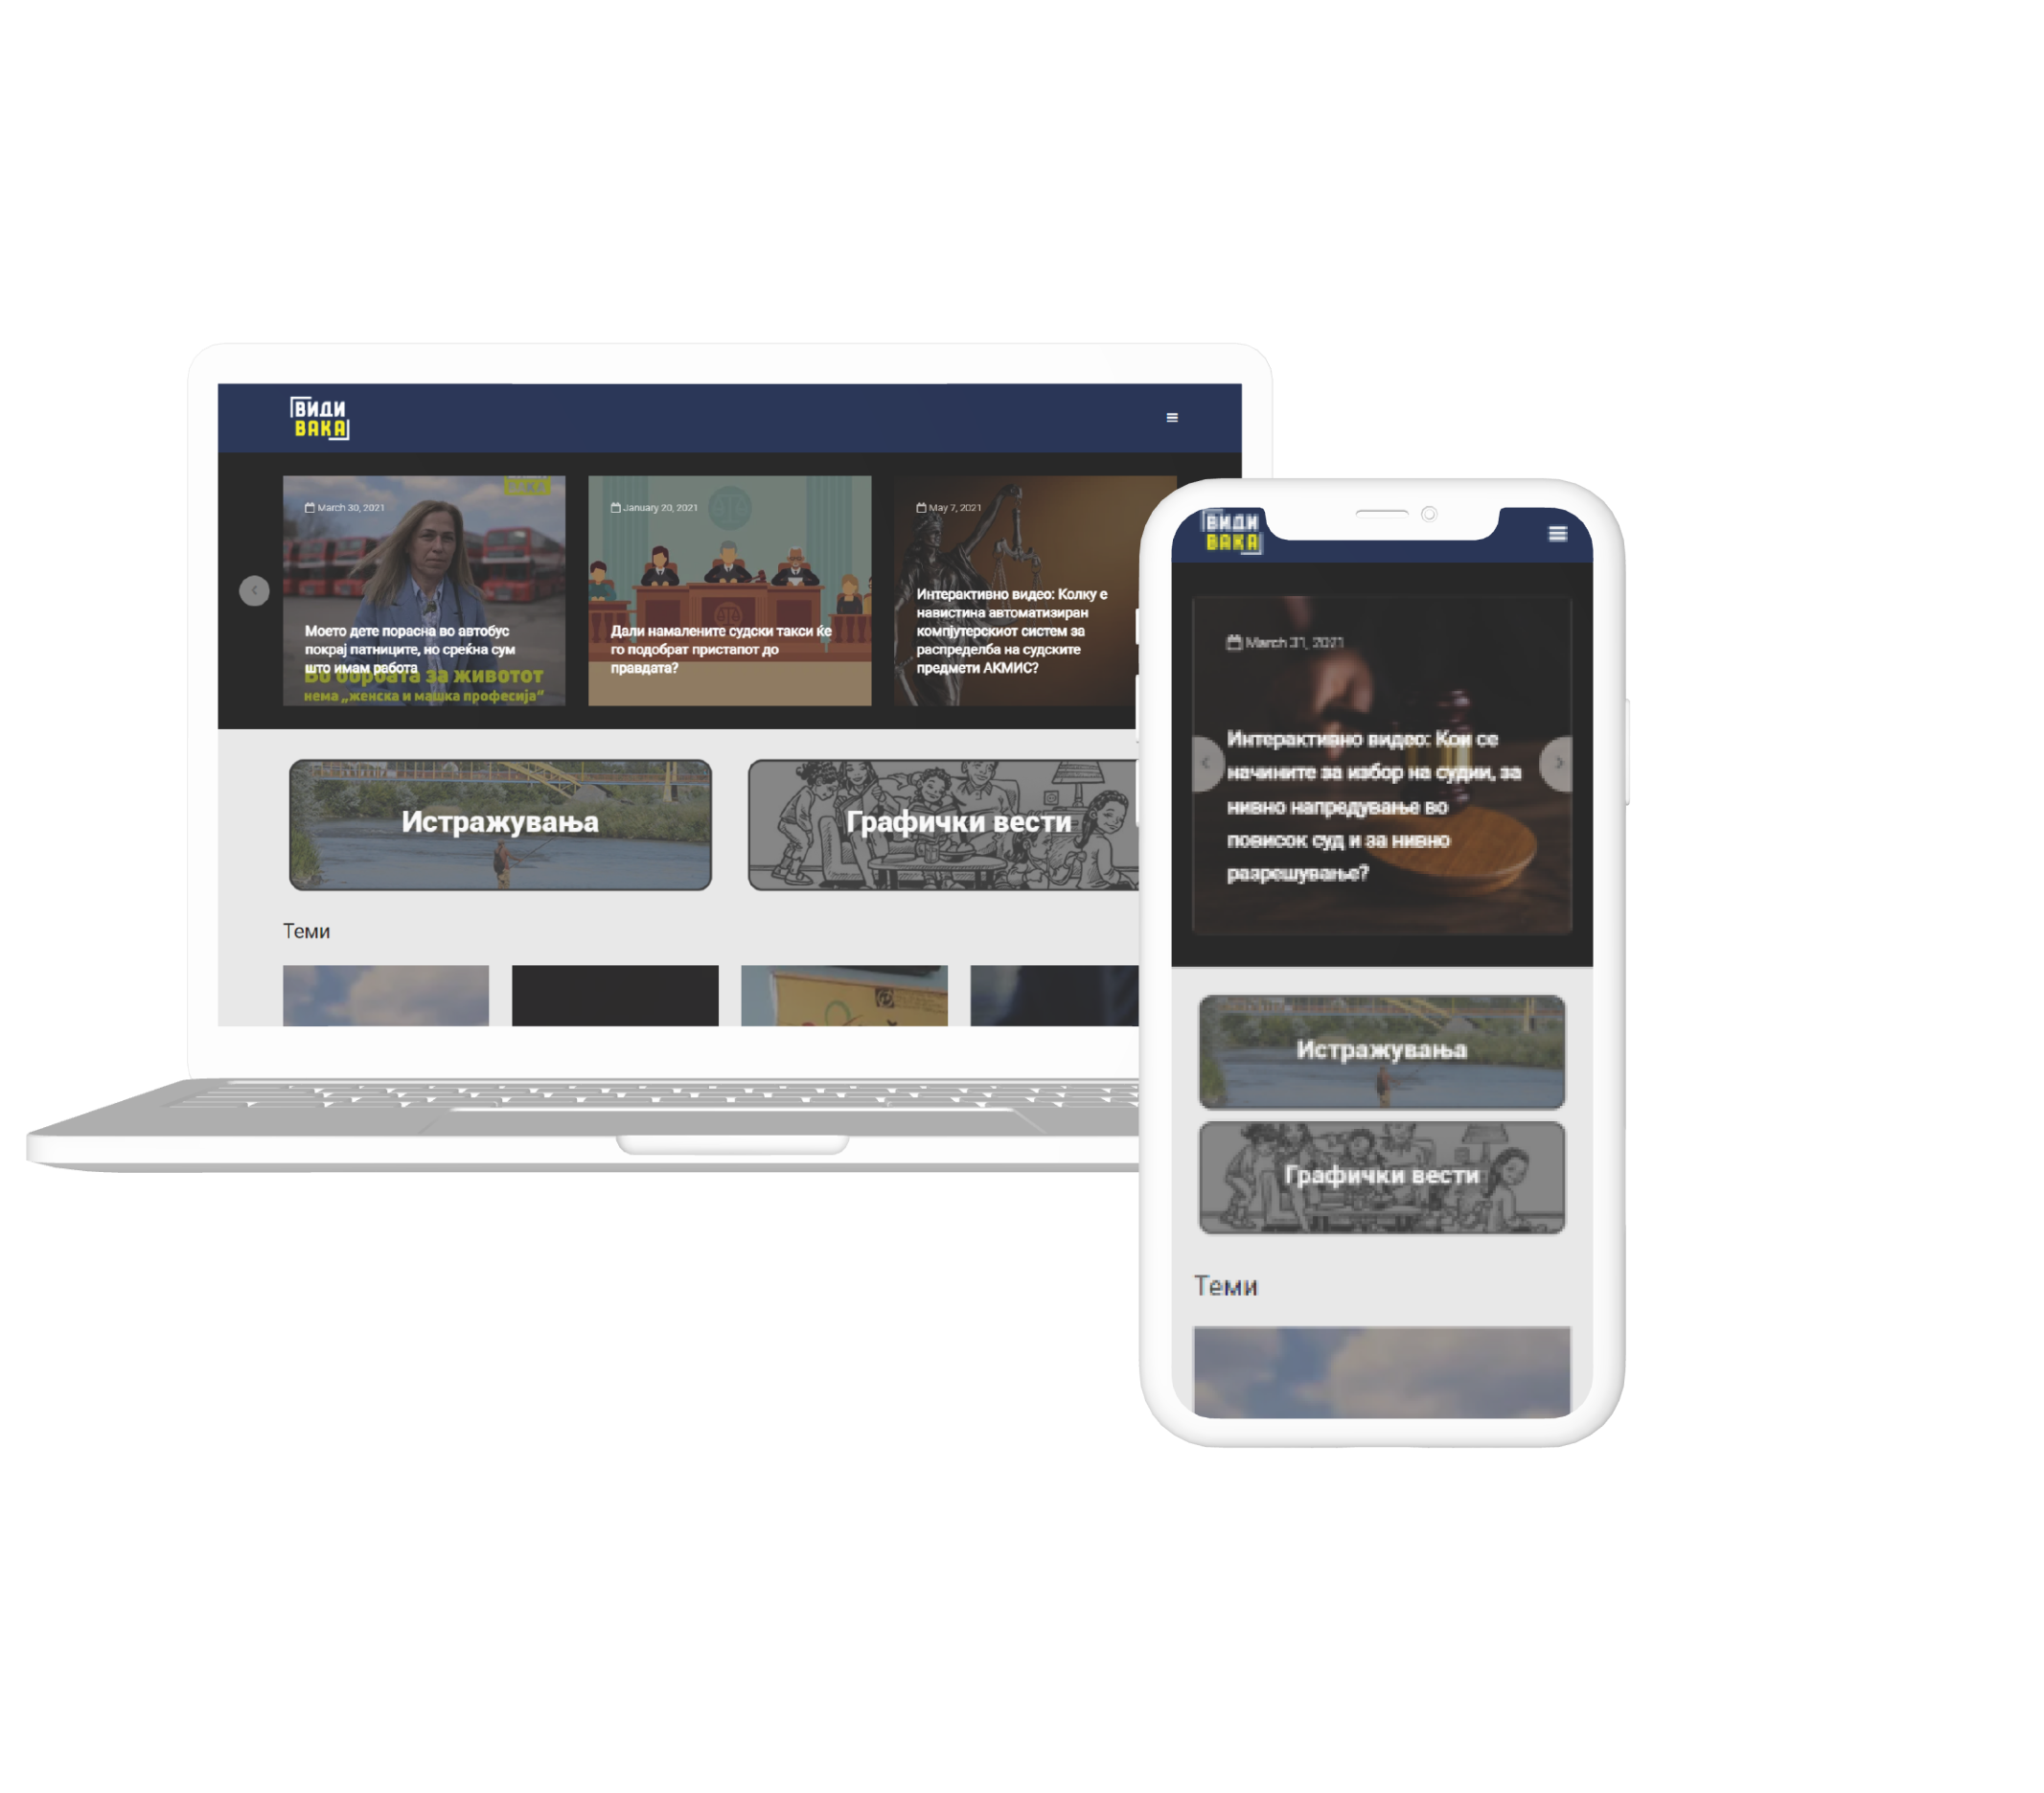 ВИДИ
ВАКА
March 30, 2021
Моето дете порасна во автобус
покрај патниците, но среќна сум
што имам работа
Во борбата за животот
нема „женска и машка професија“
January 20, 2021
Дали намалените судски такси ќе
го подобрат пристапот до
правдата?
May 7, 2021
Интерактивно видео: Колку е
навистина автоматизиран
компјутерскиот систем за
распределба на судските
предмети АКМИС?
Истражувања
Графички вести
Теми
ВИДИ
ВАКА
March 31, 2021
Интерактивно видео: Кои се
начините за избор на судии, за
нивно напредување во
повисок суд и за нивно
разрешување?
Истражувања
Графички вести
Теми